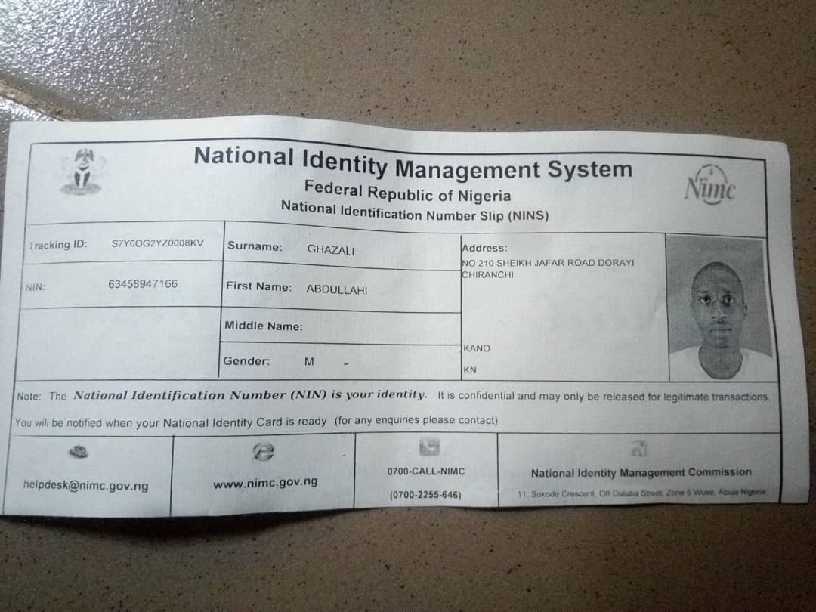 National Identity Management System
Federal Republic of Nigeria
National Identification Number Slip (NINS)
Nimc
Tracking ID:
Surname: GHAZALI
Address:
NO 210 SHEIKH JAFAR ROAD DORAYI
CHIRANCHI
NIN: 63458947166
First Name: ABDULLAHI
Middle Name:
KANO
Gender: M -
KN
Note: The National Identification Number (NIN) is your identity. It is confidential and may only be released for legitimate transactions.
You will be notified when your National Identity Card is ready (for any enquiries please contact)
helpdesk@nimc.gov.ng
www.nimc.gov.ng
0700-CALL-NIMC
(0700-2255-646)
National Identity Management Commission
11, Sokode Crescent, Off Dalaba Street, Zone 5 Wuse, Abuja Nigeria